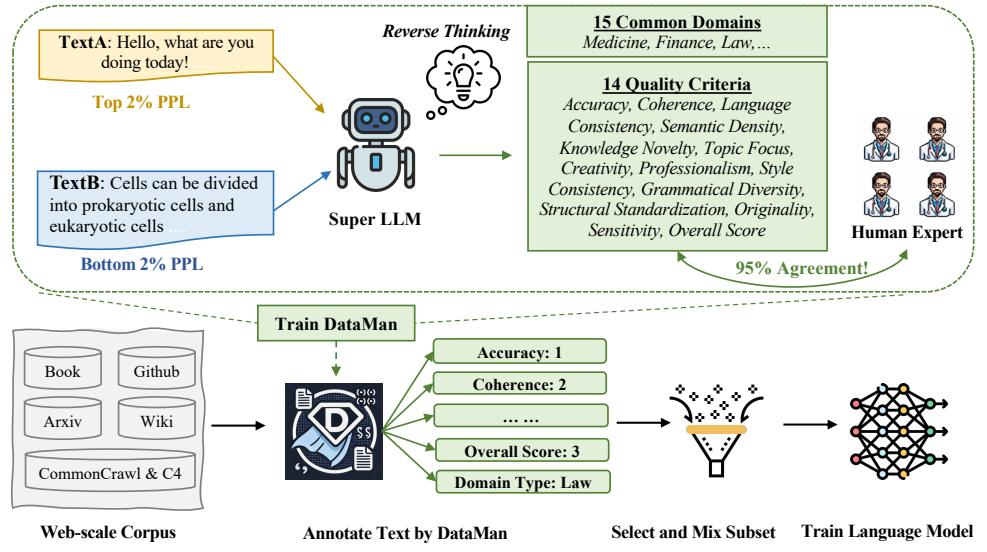 Reverse Thinking
TextA: Hello, what are you
doing today! ....
Top 2% PPL
TextB: Cells can be divided
into prokaryotic cells and
eukaryotic cells ....
Bottom 2% PPL
Super LLM
15 Common Domains
Medicine, Finance, Law,...
14 Quality Criteria
Accuracy, Coherence, Language
Consistency, Semantic Density,
Knowledge Novelty, Topic Focus,
Creativity, Professionalism, Style
Consistency, Grammatical Diversity,
Structural Standardization, Originality,
Sensitivity, Overall Score
Human Expert
95% Agreement!
Train DataMan
Book
Github
Arxiv
Wiki
CommonCrawl & C4
D
$$
Accuracy: 1
Coherence: 2
... ...
Overall Score: 3
Domain Type: Law
Web-scale Corpus
Annotate Text by DataMan
Select and Mix Subset
Train Language Model